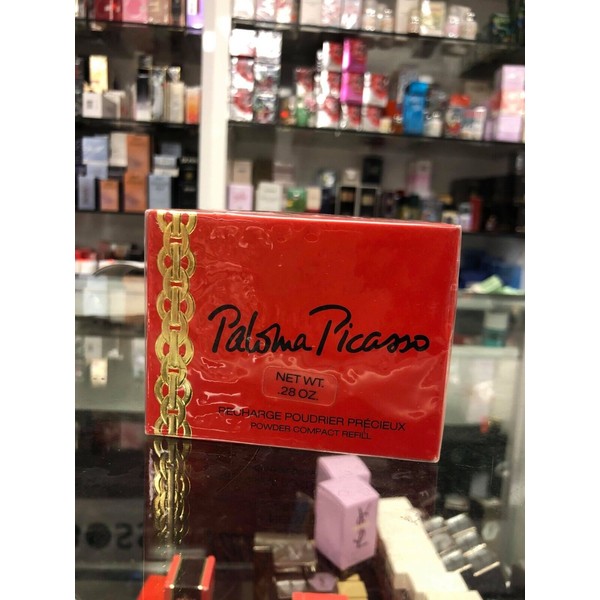 Paloma Picasso
NET WT.
.28 OZ.
RECHARGE POUDRIER PRÉCIEUX
POWDER COMPACT REFILL